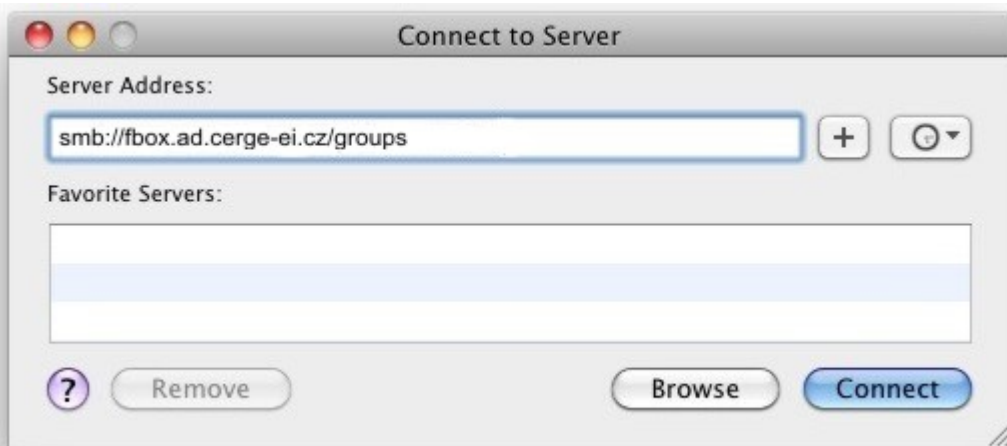 Connect to Server
Server Address:
smb://fbox.ad.cerge-ei.cz/groups
+
Favorite Servers:
?
Remove
Browse
Connect